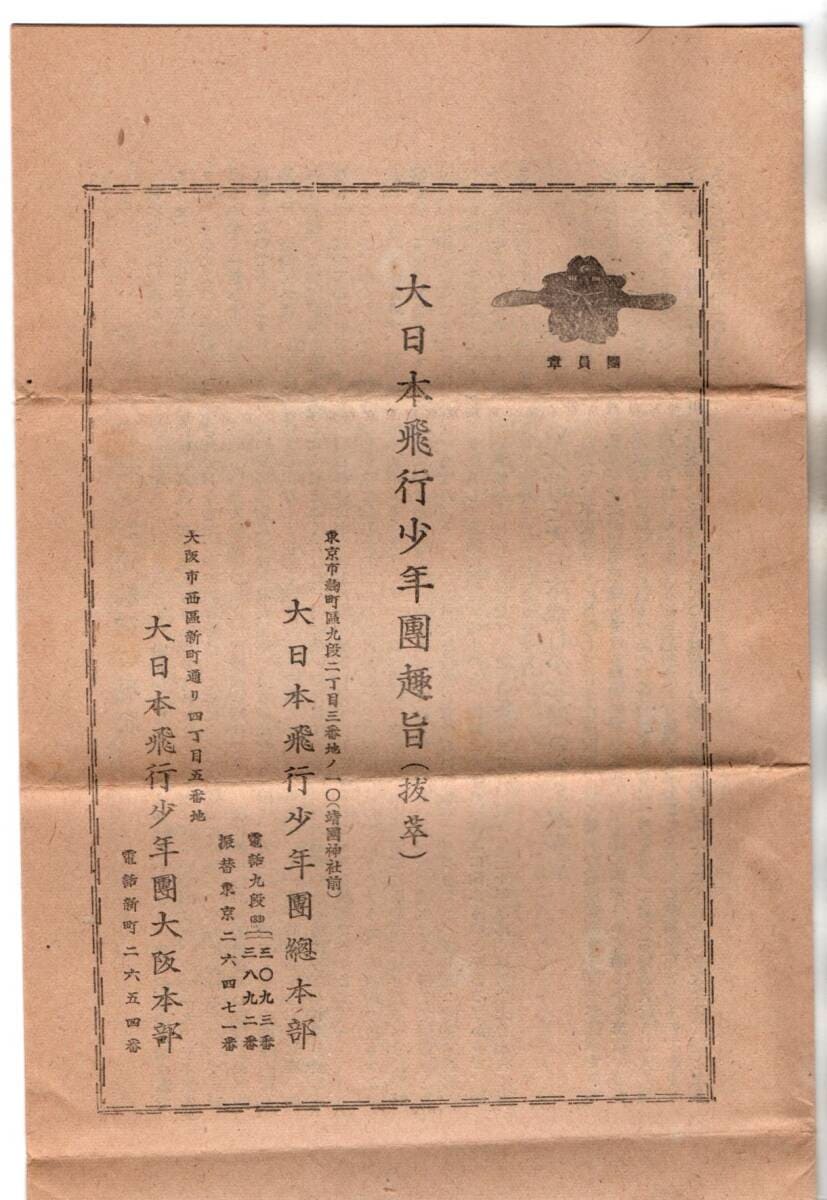 團員章
大日本飛行少年團趣旨(抜萃)
東京市麹町區九段二丁目三番地ノ一〇(靖國神社前)
大日本飛行少年團總本部
電話九段(33){三〇九三番
三八九二番
振替東京二六四七一番
大阪市西區新町通リ四丁目五番地
大日本飛行少年團大阪本部
電話新町二六五四番